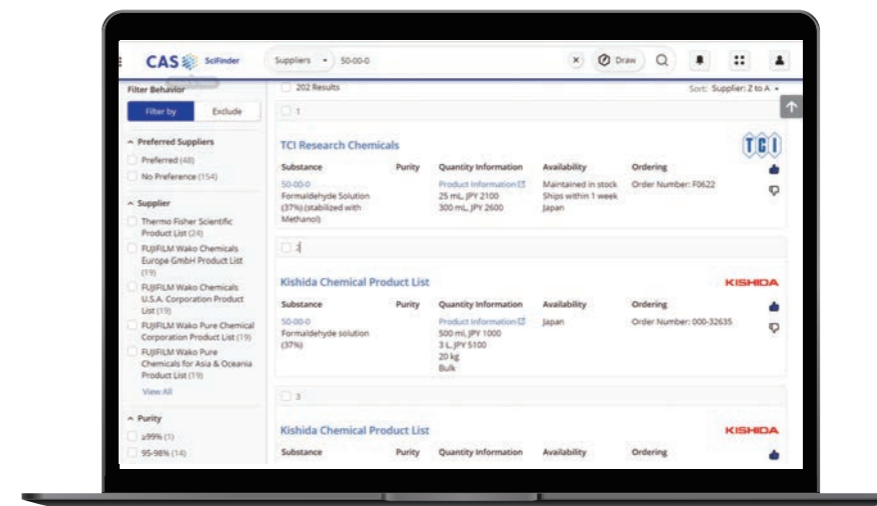 CAS SciFinder Suppliers 50-00-0 × Draw
Filter Behavior
Filter by Exclude
Preferred Suppliers
Preferred (48)
No Preference (154)
Supplier
Thermo Fisher Scientific
Product List (24)
FUJIFILM Wako Chemicals
Europe GmbH Product List
(19)
FUJIFILM Wako Chemicals
U.S.A. Corporation Product
List (19)
FUJIFILM Wako Pure Chemical
Corporation Product List (19)
FUJIFILM Wako Pure
Chemicals for Asia & Oceania
Product List (19)
View All
Purity
≥99% (1)
95-98% (14)
202 Results Sort: Supplier: Z to A
1
TCI Research Chemicals TCI
Substance Purity Quantity Information Availability Ordering
50-00-0 Product Information Maintained in stock Order Number: F0622
Formaldehyde Solution 25 mL, JPY 2100 Ships within 1 week
(37%) (stabilized with 300 mL, JPY 2600 Japan
Methanol)
2
Kishida Chemical Product List KISHIDA
Substance Purity Quantity Information Availability Ordering
50-00-0 Product Information Japan Order Number: 000-32635
Formaldehyde solution 500 ml, JPY 1000
(37%) 3 L, JPY 5100
20 kg
Bulk
3
Kishida Chemical Product List KISHIDA
Substance Purity Quantity Information Availability Ordering